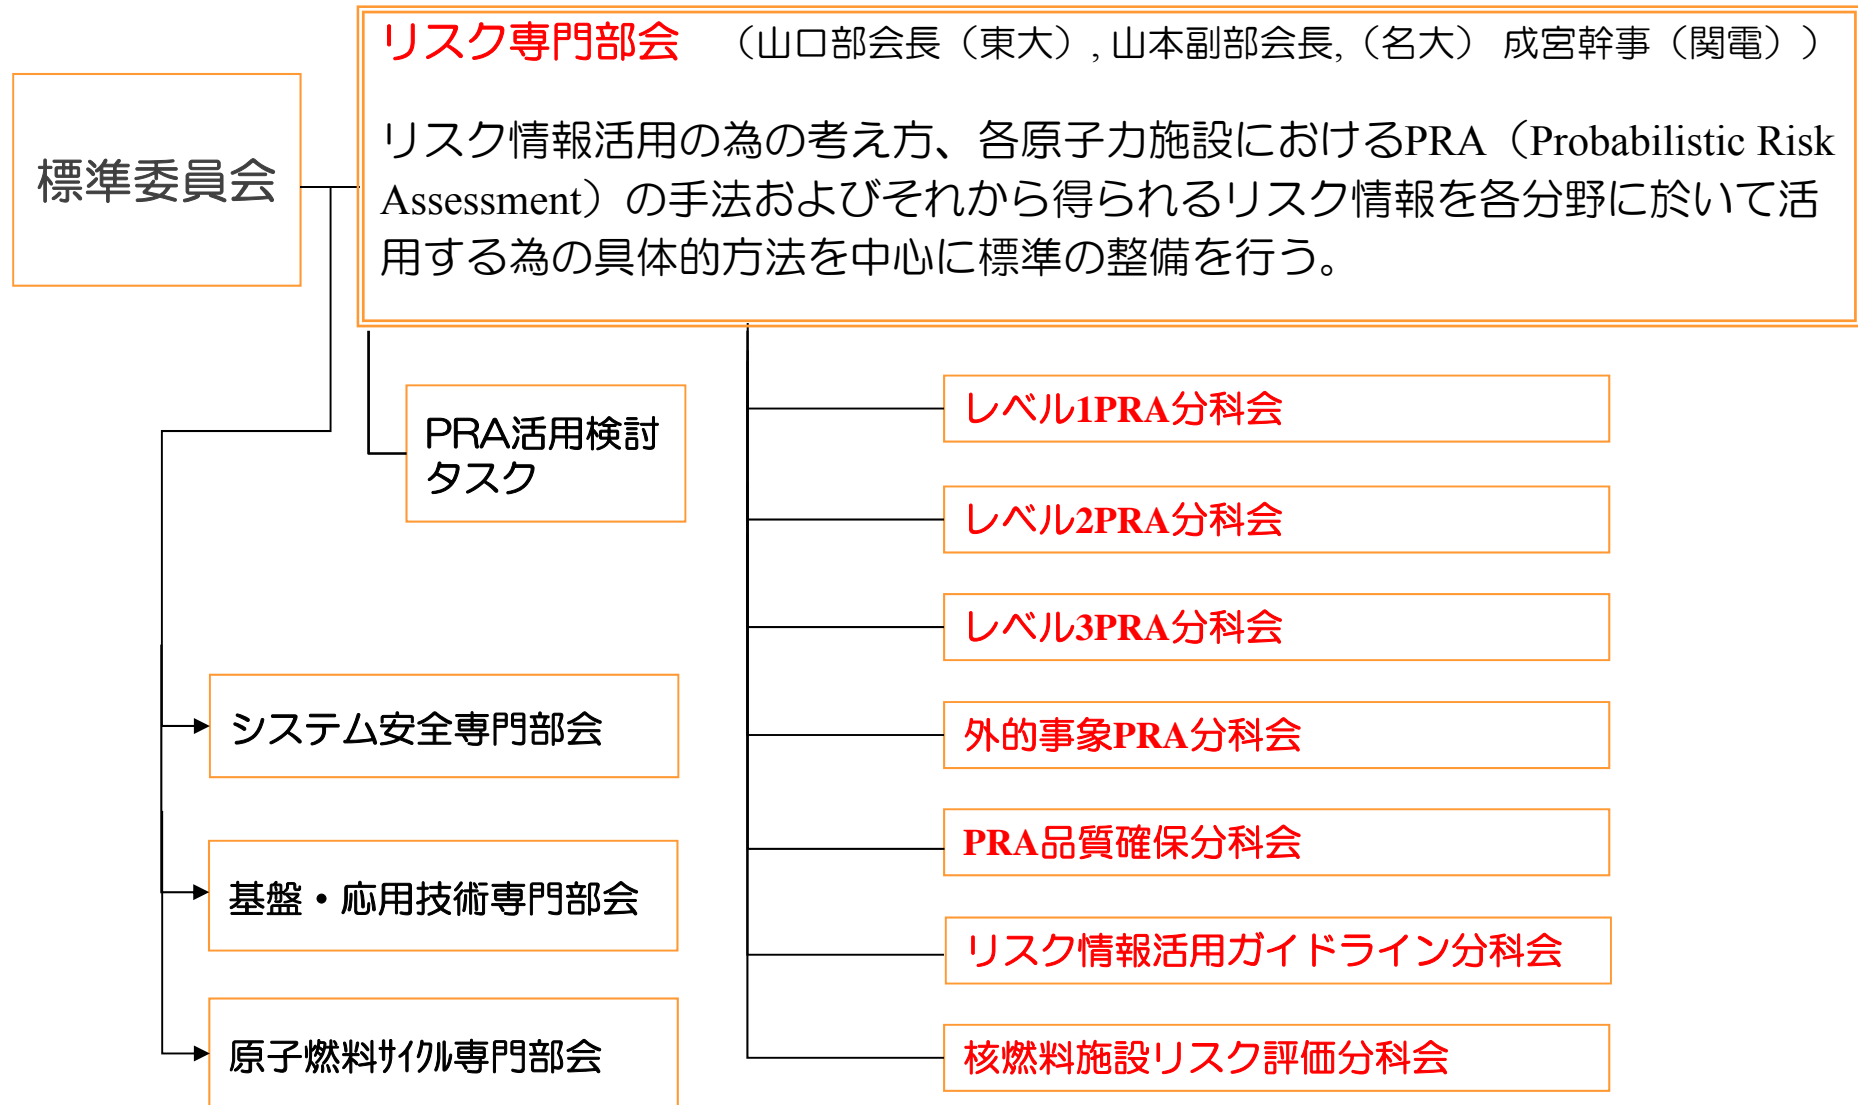 標準委員会
リスク専門部会 （山口部会長（東大）, 山本副部会長,（名大） 成宮幹事（関電））
リスク情報活用の為の考え方、各原子力施設におけるPRA（Probabilistic Risk
Assessment）の手法およびそれから得られるリスク情報を各分野に於いて活
用する為の具体的方法を中心に標準の整備を行う。
PRA活用検討
タスク
システム安全専門部会
基盤・応用技術専門部会
原子燃料ｻｲｸﾙ専門部会
レベル1PRA分科会
レベル2PRA分科会
レベル3PRA分科会
外的事象PRA分科会
PRA品質確保分科会
リスク情報活用ガイドライン分科会
核燃料施設リスク評価分科会